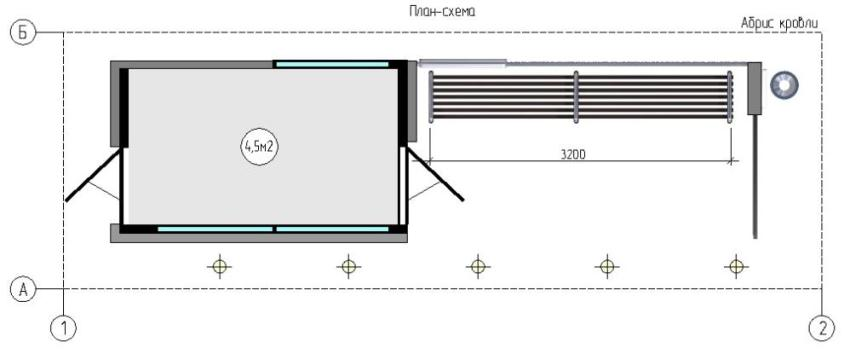 План-схема
Абрис кровли
Б
4,5м2
3200
А
1
2